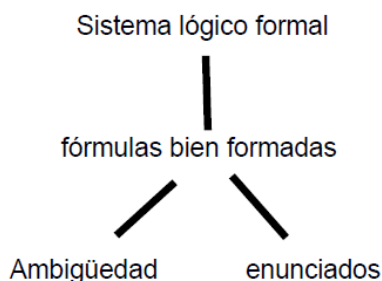 Sistema lógico formal
fórmulas bien formadas
Ambigüedad enunciados